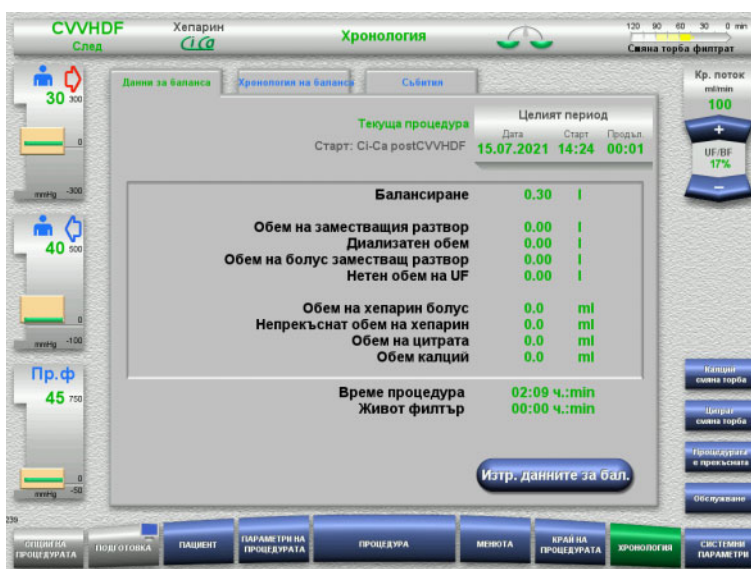 CVVHDF
След
Хепарин
Ci Ca
Хронология
120 90 60 30 0 min
Смяна торба филтрат
30 300
0
mmHg -300
40 500
0
mmHg -100
Пр.ф
45 750
0
mmHg -50
Данни за баланса
Хронология на баланса
Събития
Текуща процедура
Старт: Ci-Ca postCVVHDF
Целият период
Дата Старт Продъл.
15.07.2021 14:24 00:01
Балансиране 0.30 l
Обем на заместващия разтвор 0.00 l
Диализатен обем 0.00 l
Обем на болус заместващ разтвор 0.00 l
Нетен обем на UF 0.00 l
Обем на хепарин болус 0.0 ml
Непрекъснат обем на хепарин 0.0 ml
Обем на цитрата 0.0 ml
Обем калций 0.0 ml
Време процедура 02:09 ч.:min
Живот филтър 00:00 ч.:min
Изтр. данните за бал.
Кр. поток
ml/min
100
+
UF/BF
17%
−
Калций
смяна торба
Цитрат
смяна торба
Процедурата
е прекъсната
Обслужване
239
ОПЦИИ НА
ПРОЦЕДУРАТА
ПОДГОТОВКА
ПАЦИЕНТ
ПАРАМЕТРИ НА
ПРОЦЕДУРАТА
ПРОЦЕДУРА
МЕНЮТА
КРАЙ НА
ПРОЦЕДУРАТА
ХРОНОЛОГИЯ
СИСТЕМНИ
ПАРАМЕТРИ